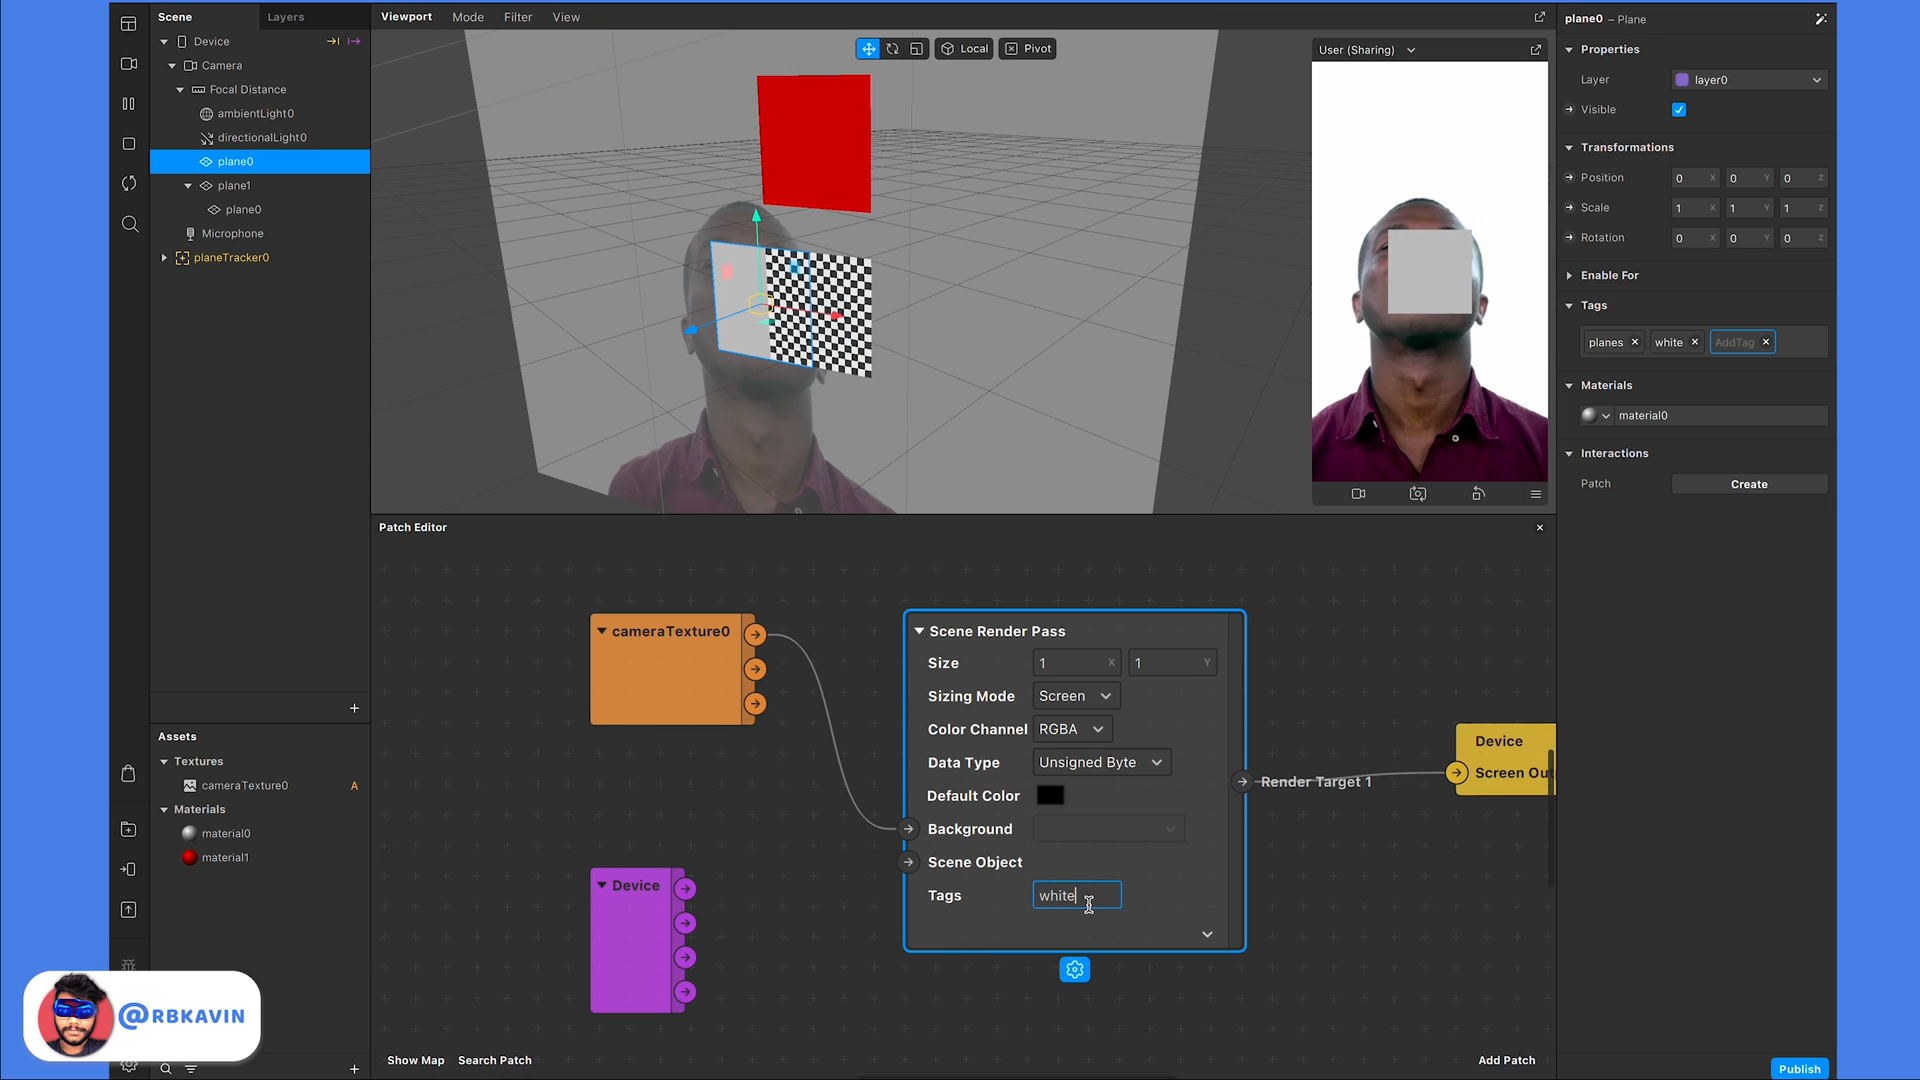 Scene
Layers
Device
Camera
Focal Distance
ambientLight0
directionalLight0
plane0
plane1
plane0
Microphone
planeTracker0
Assets
Textures
cameraTexture0 A
Materials
material0
material1
Viewport Mode Filter View
Local Pivot
User (Sharing)
plane0 – Plane
Properties
Layer layer0
Visible
Transformations
Position 0 X 0 Y 0 Z
Scale 1 X 1 Y 1 Z
Rotation 0 X 0 Y 0 Z
Enable For
Tags
planes white AddTag
Materials
material0
Interactions
Patch Create
Patch Editor
cameraTexture0
Device
Scene Render Pass
Size 1 X 1 Y
Sizing Mode Screen
Color Channel RGBA
Data Type Unsigned Byte
Default Color
Background
Scene Object
Tags white
Render Target 1
Device
Screen Out
Show Map Search Patch
Add Patch
Publish
@RBKAVIN